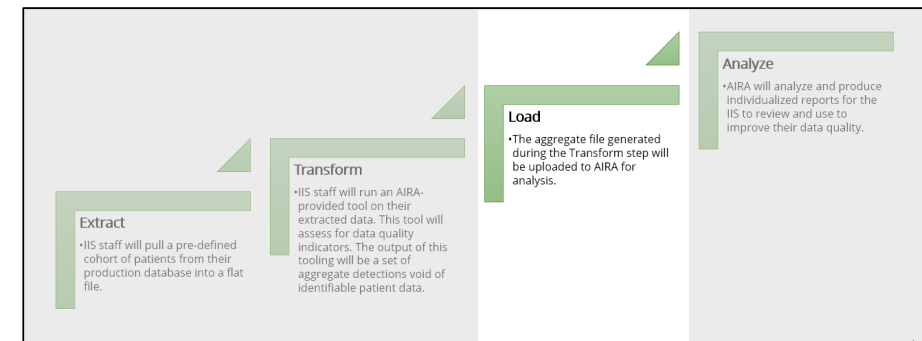 Extract
•IIS staff will pull a pre-defined
cohort of patients from their
production database into a flat
file.
Transform
•IIS staff will run an AIRA-
provided tool on their
extracted data. This tool will
assess for data quality
indicators. The output of this
tooling will be a set of
aggregate detections void of
identifiable patient data.
Load
•The aggregate file generated
during the Transform step will
be uploaded to AIRA for
analysis.
Analyze
•AIRA will analyze and produce
individualized reports for the
IIS to review and use to
improve their data quality.